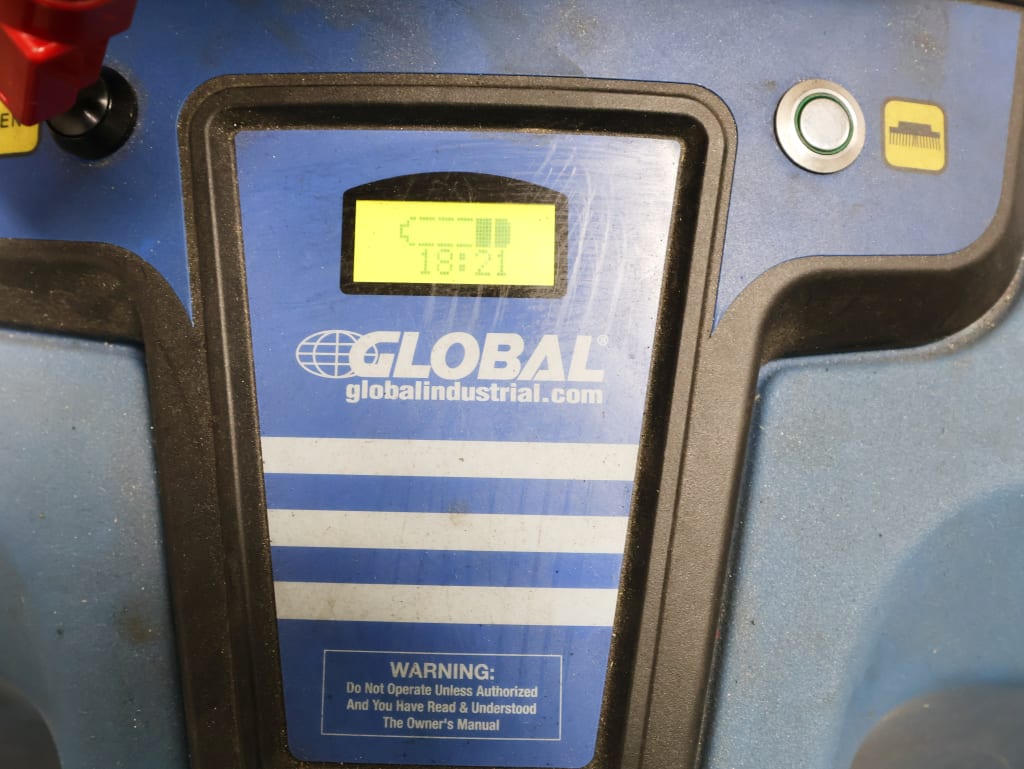 EN
18:21
GLOBAL®
globalindustrial.com
WARNING:
Do Not Operate Unless Authorized
And You Have Read & Understood
The Owner's Manual